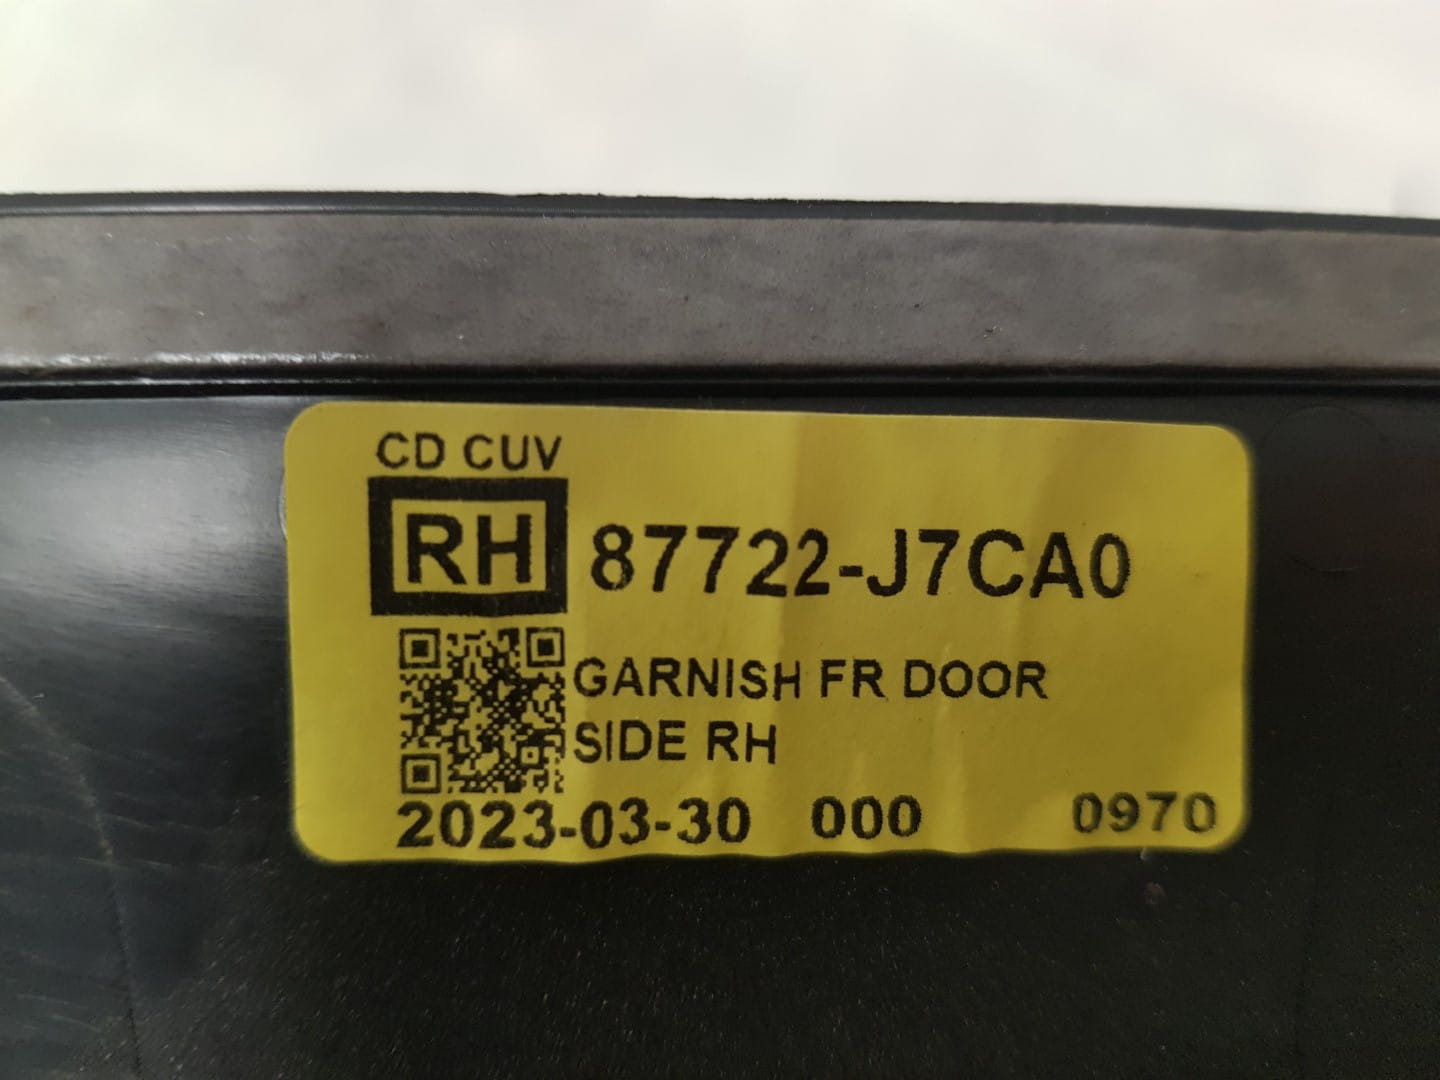 CD CUV
RH 87722-J7CA0
GARNISH FR DOOR
SIDE RH
2023-03-30 000 0970